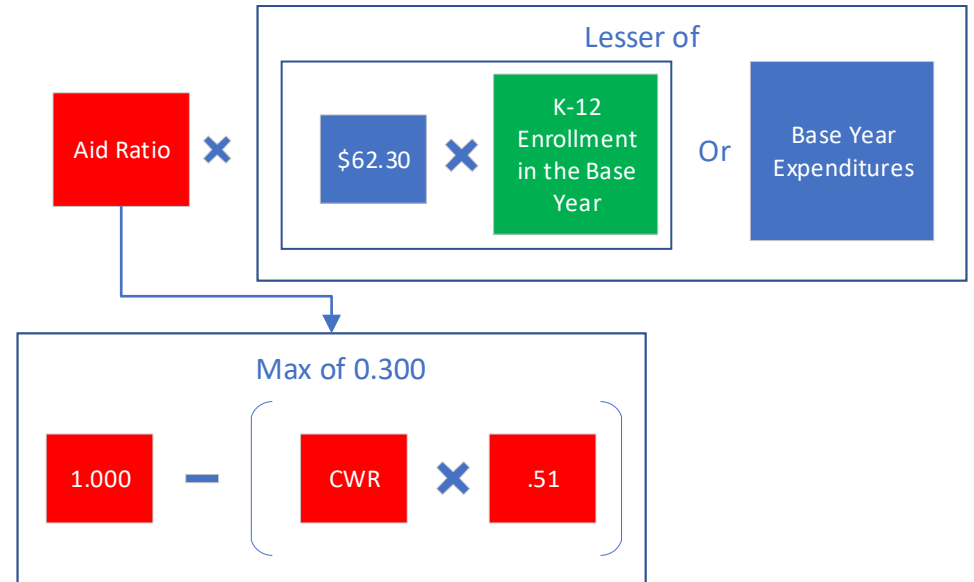 Lesser of
Aid Ratio
$62.30
K-12
Enrollment
in the Base
Year
Or
Base Year
Expenditures
Max of 0.300
1.000
CWR
.51